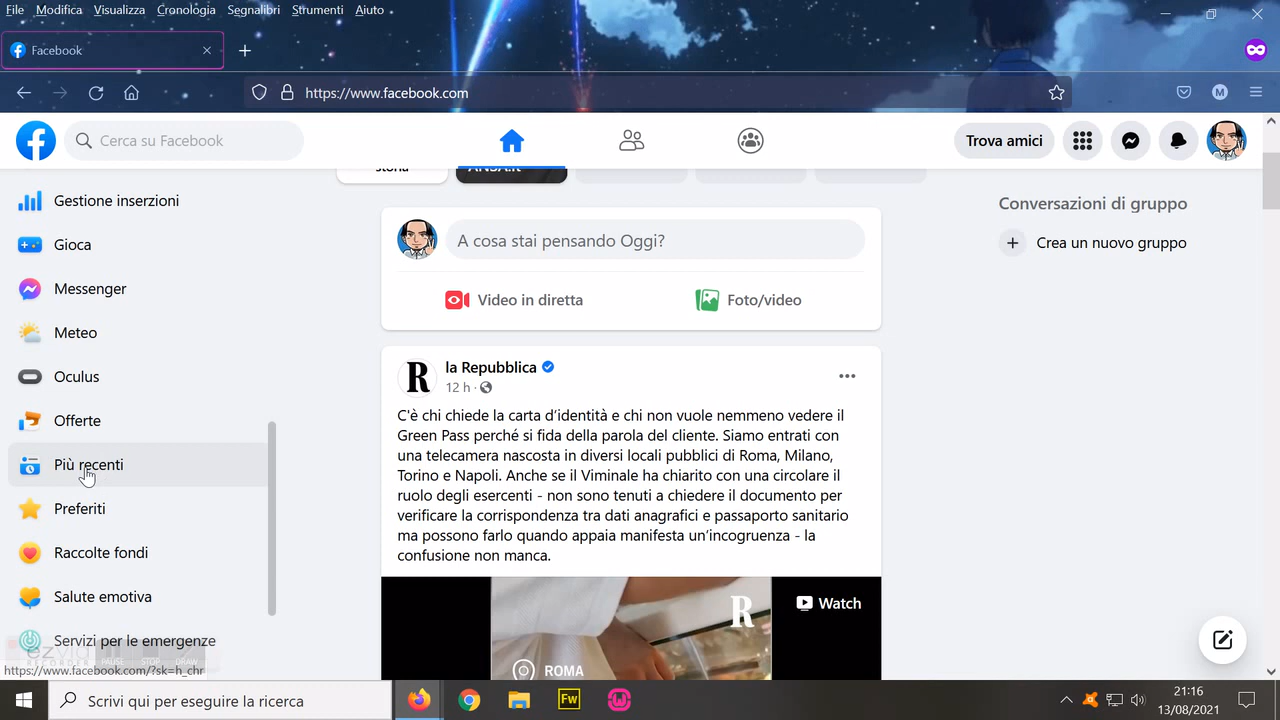 File Modifica Visualizza Cronologia Segnalibri Strumenti Aiuto
Facebook
https://www.facebook.com
M
Cerca su Facebook
Trova amici
storia
ANSA.it
Gestione inserzioni
Gioca
Messenger
Meteo
Oculus
Offerte
Più recenti
Preferiti
Raccolte fondi
Salute emotiva
Servizi per le emergenze
PAUSE STOP DRAW
https://www.facebook.com/?sk=h_chr
A cosa stai pensando Oggi?
Video in diretta
Foto/video
R
la Repubblica
12 h ·
C'è chi chiede la carta d’identità e chi non vuole nemmeno vedere il
Green Pass perché si fida della parola del cliente. Siamo entrati con
una telecamera nascosta in diversi locali pubblici di Roma, Milano,
Torino e Napoli. Anche se il Viminale ha chiarito con una circolare il
ruolo degli esercenti - non sono tenuti a chiedere il documento per
verificare la corrispondenza tra dati anagrafici e passaporto sanitario
ma possono farlo quando appaia manifesta un’incongruenza - la
confusione non manca.
R
Watch
ROMA
Conversazioni di gruppo
Crea un nuovo gruppo
Scrivi qui per eseguire la ricerca
Fw
21:16
13/08/2021